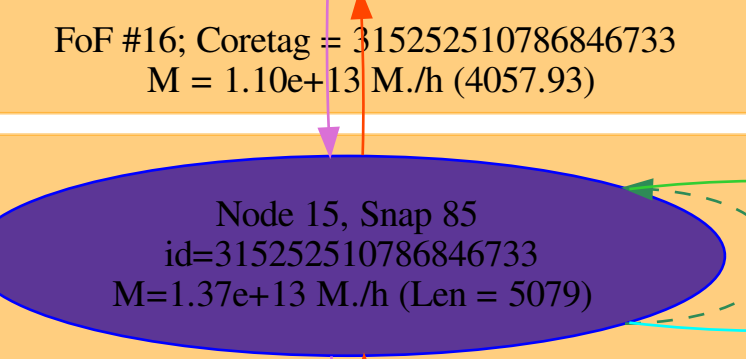 FoF #16; Coretag = 315252510786846733
M = 1.10e+13 M./h (4057.93)
Node 15, Snap 85
id=315252510786846733
M=1.37e+13 M./h (Len = 5079)